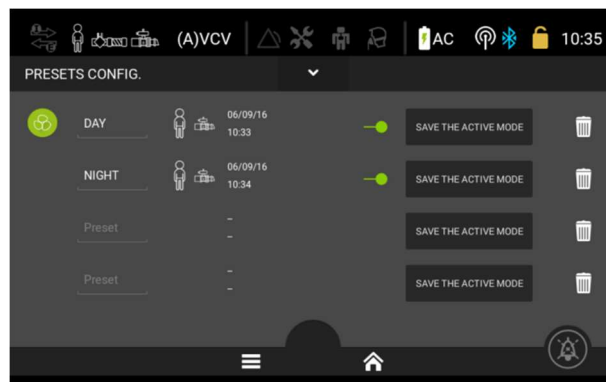 (A)VCV AC 10:35
PRESETS CONFIG.
DAY 06/09/16 SAVE THE ACTIVE MODE
10:33
NIGHT 06/09/16 SAVE THE ACTIVE MODE
10:34
Preset – SAVE THE ACTIVE MODE
–
Preset – SAVE THE ACTIVE MODE
–